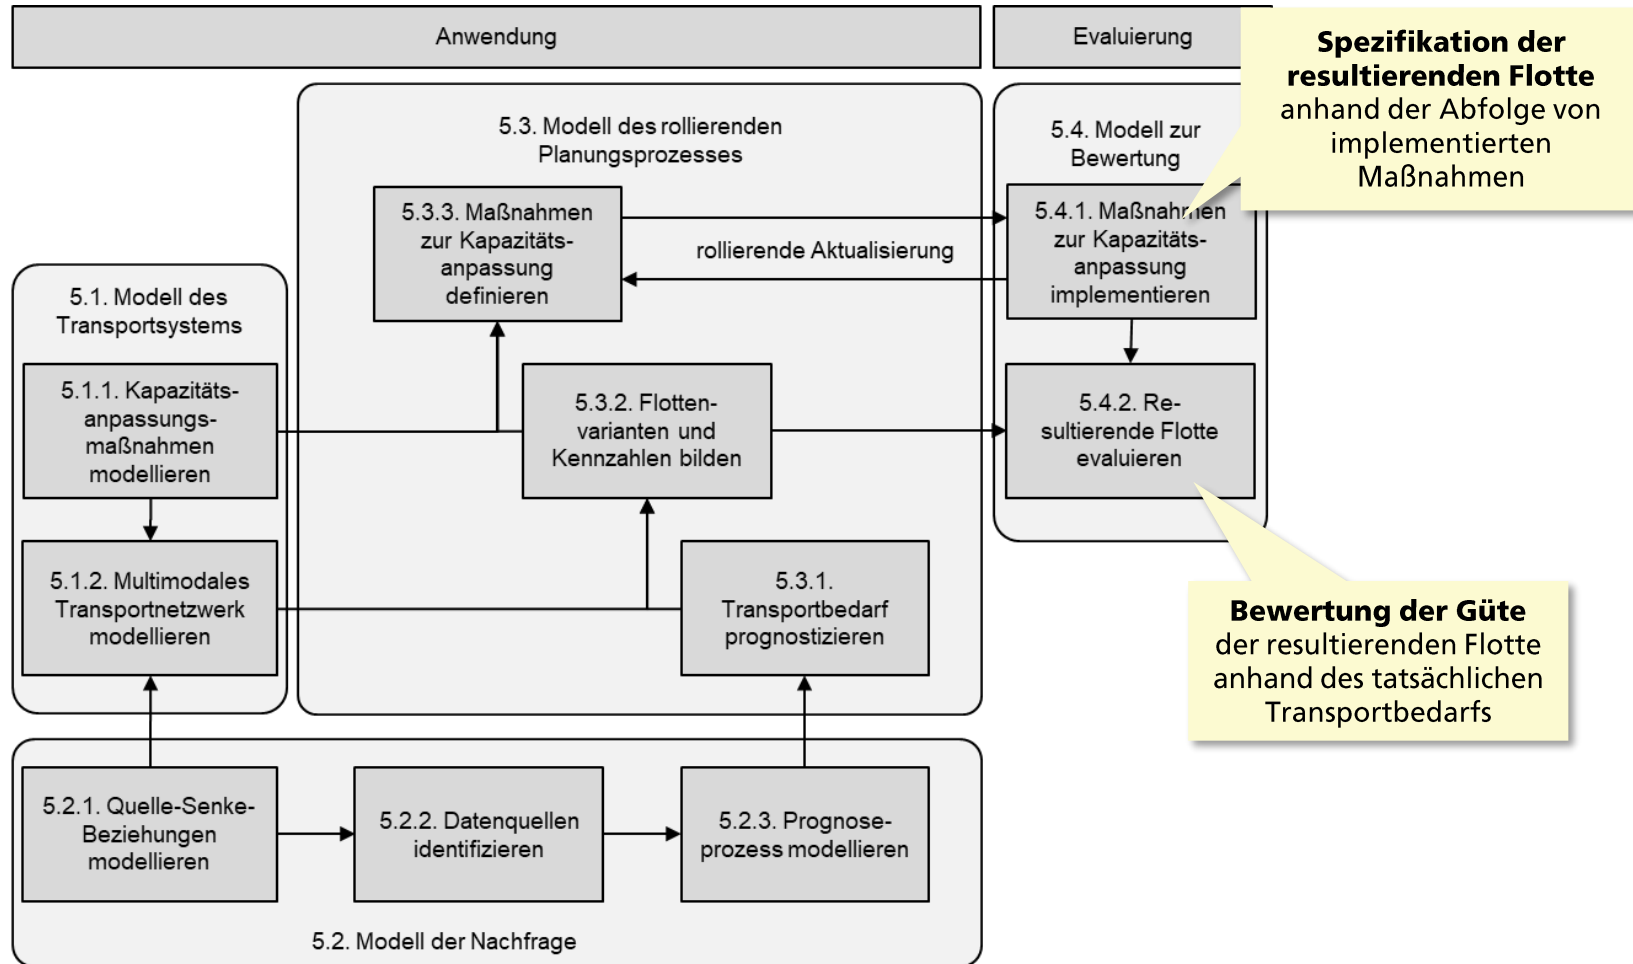 Anwendung
Evaluierung
Spezifikation der
resultierenden Flotte
anhand der Abfolge von
implementierten
Maßnahmen
5.3. Modell des rollierenden
Planungsprozesses
5.4. Modell zur
Bewertung
5.3.3. Maßnahmen
zur Kapazitäts-
anpassung
definieren
rollierende Aktualisierung
5.4.1. Maßnahmen
zur Kapazitäts-
anpassung
implementieren
5.1. Modell des
Transportsystems
5.1.1. Kapazitäts-
anpassungs-
maßnahmen
modellieren
5.3.2. Flotten-
varianten und
Kennzahlen bilden
5.4.2. Re-
sultierende Flotte
evaluieren
5.1.2. Multimodales
Transportnetzwerk
modellieren
5.3.1.
Transportbedarf
prognostizieren
Bewertung der Güte
der resultierenden Flotte
anhand des tatsächlichen
Transportbedarfs
5.2.1. Quelle-Senke-
Beziehungen
modellieren
5.2.2. Datenquellen
identifizieren
5.2.3. Prognose-
prozess modellieren
5.2. Modell der Nachfrage